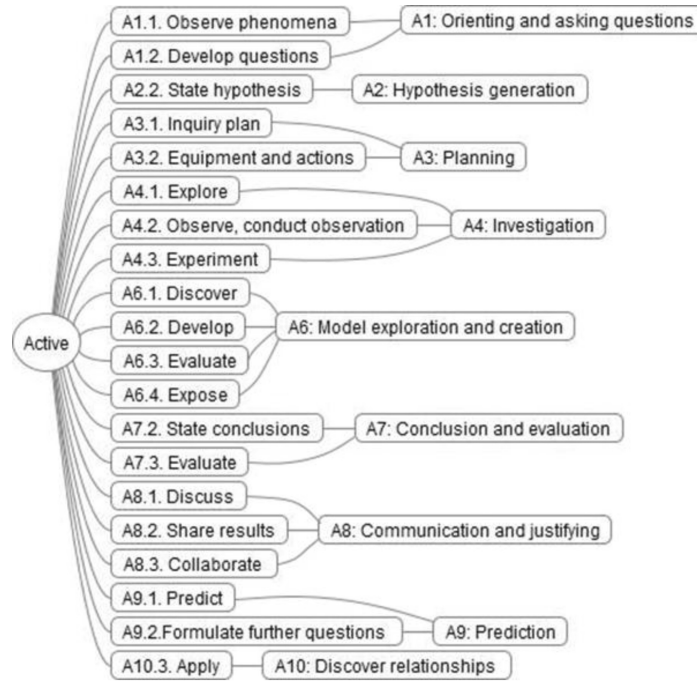 A1.1. Observe phenomena
A1: Orienting and asking questions
A1.2. Develop questions
A2.2. State hypothesis
A2: Hypothesis generation
A3.1. Inquiry plan
A3.2. Equipment and actions
A3: Planning
A4.1. Explore
A4.2. Observe, conduct observation
A4: Investigation
A4.3. Experiment
A6.1. Discover
A6.2. Develop
A6: Model exploration and creation
Active
A6.3. Evaluate
A6.4. Expose
A7.2. State conclusions
A7: Conclusion and evaluation
A7.3. Evaluate
A8.1. Discuss
A8.2. Share results
A8: Communication and justifying
A8.3. Collaborate
A9.1. Predict
A9.2.Formulate further questions
A9: Prediction
A10.3. Apply
A10: Discover relationships